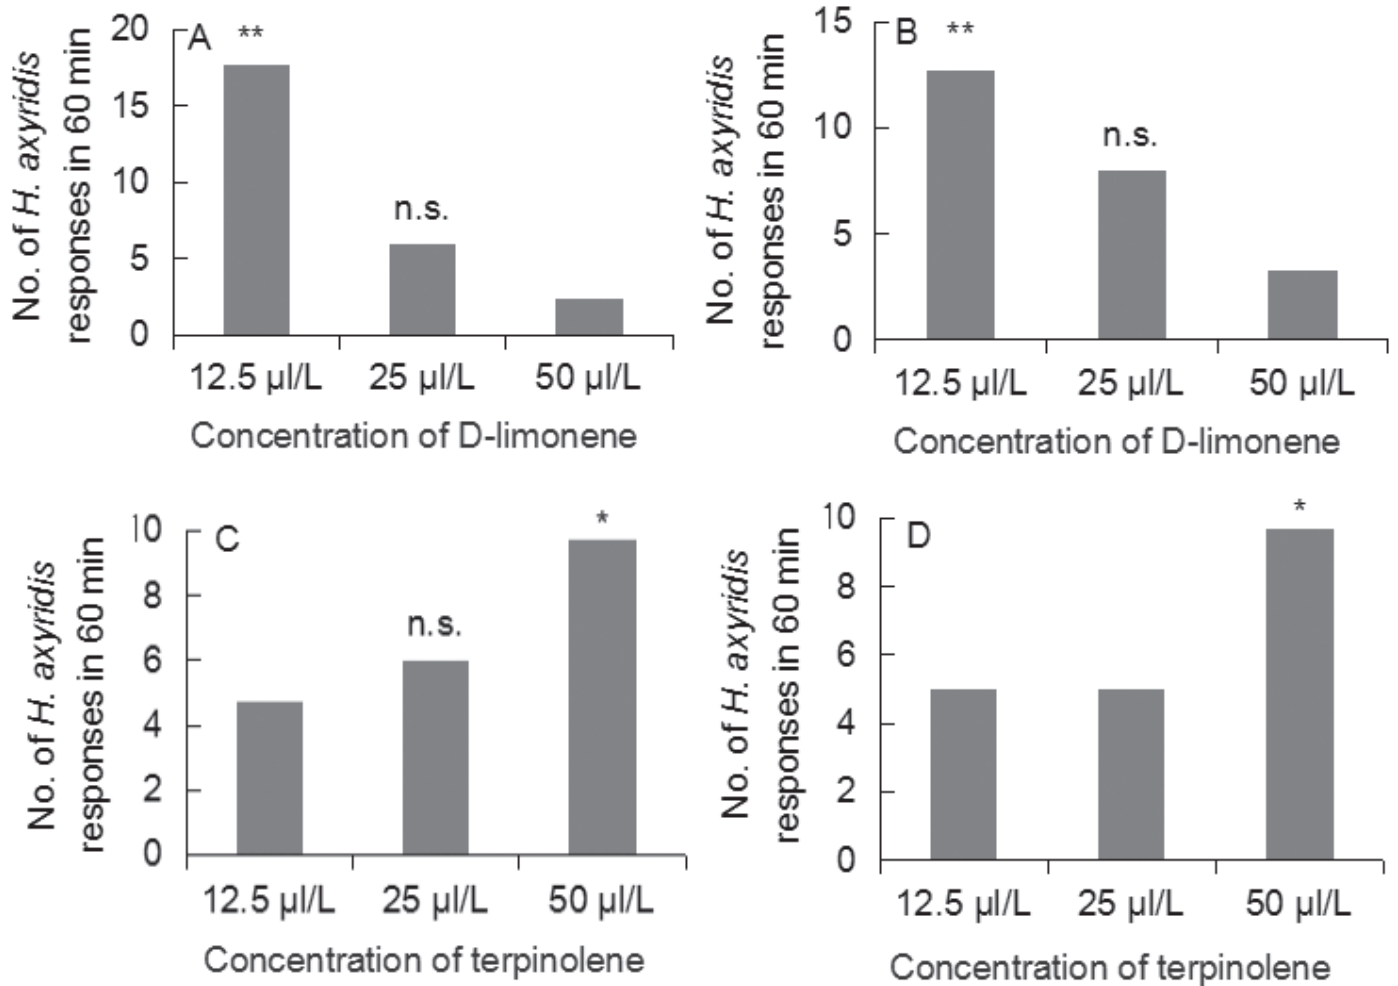 A
**
n.s.
20
15
10
5
0
No. of H. axyridis
responses in 60 min
12.5 µl/L 25 µl/L 50 µl/L
Concentration of D-limonene
B
**
n.s.
15
10
5
0
No. of H. axyridis
responses in 60 min
12.5 µl/L 25 µl/L 50 µl/L
Concentration of D-limonene
C
n.s.
*
10
8
6
4
2
0
No. of H. axyridis
responses in 60 min
12.5 µl/L 25 µl/L 50 µl/L
Concentration of terpinolene
D
*
10
8
6
4
2
0
No. of H. axyridis
responses in 60 min
12.5 µl/L 25 µl/L 50 µl/L
Concentration of terpinolene